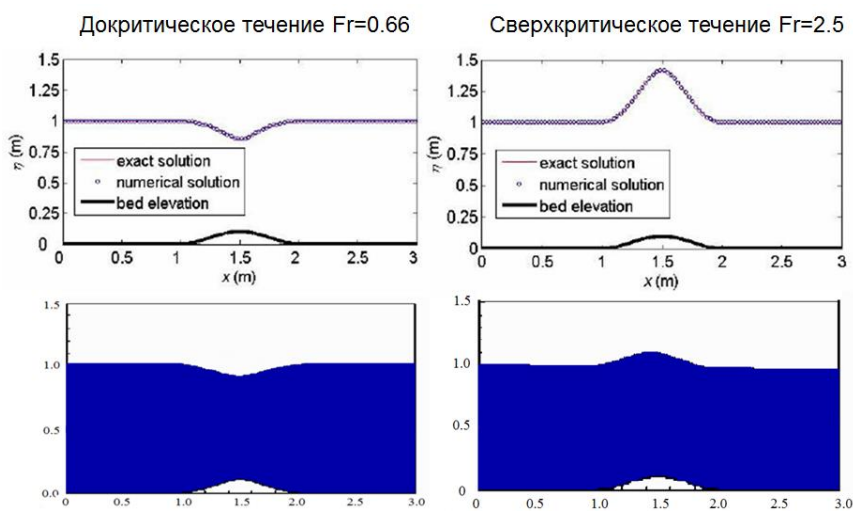 Докритическое течение Fr=0.66
Сверхкритическое течение Fr=2.5
1.5
1.25
1
0.75
0.5
0.25
0
η (m)
exact solution
numerical solution
bed elevation
0 0.5 1 1.5 2 2.5 3
x (m)
1.5
1.25
1
0.75
0.5
0.25
0
η (m)
exact solution
numerical solution
bed elevation
0 0.5 1 1.5 2 2.5 3
x (m)
1.5
1.0
0.5
0.0
0 0.5 1.0 1.5 2.0 2.5 3.0
1.5
1.0
0.5
0
0 0.5 1.0 1.5 2.0 2.5 3.0